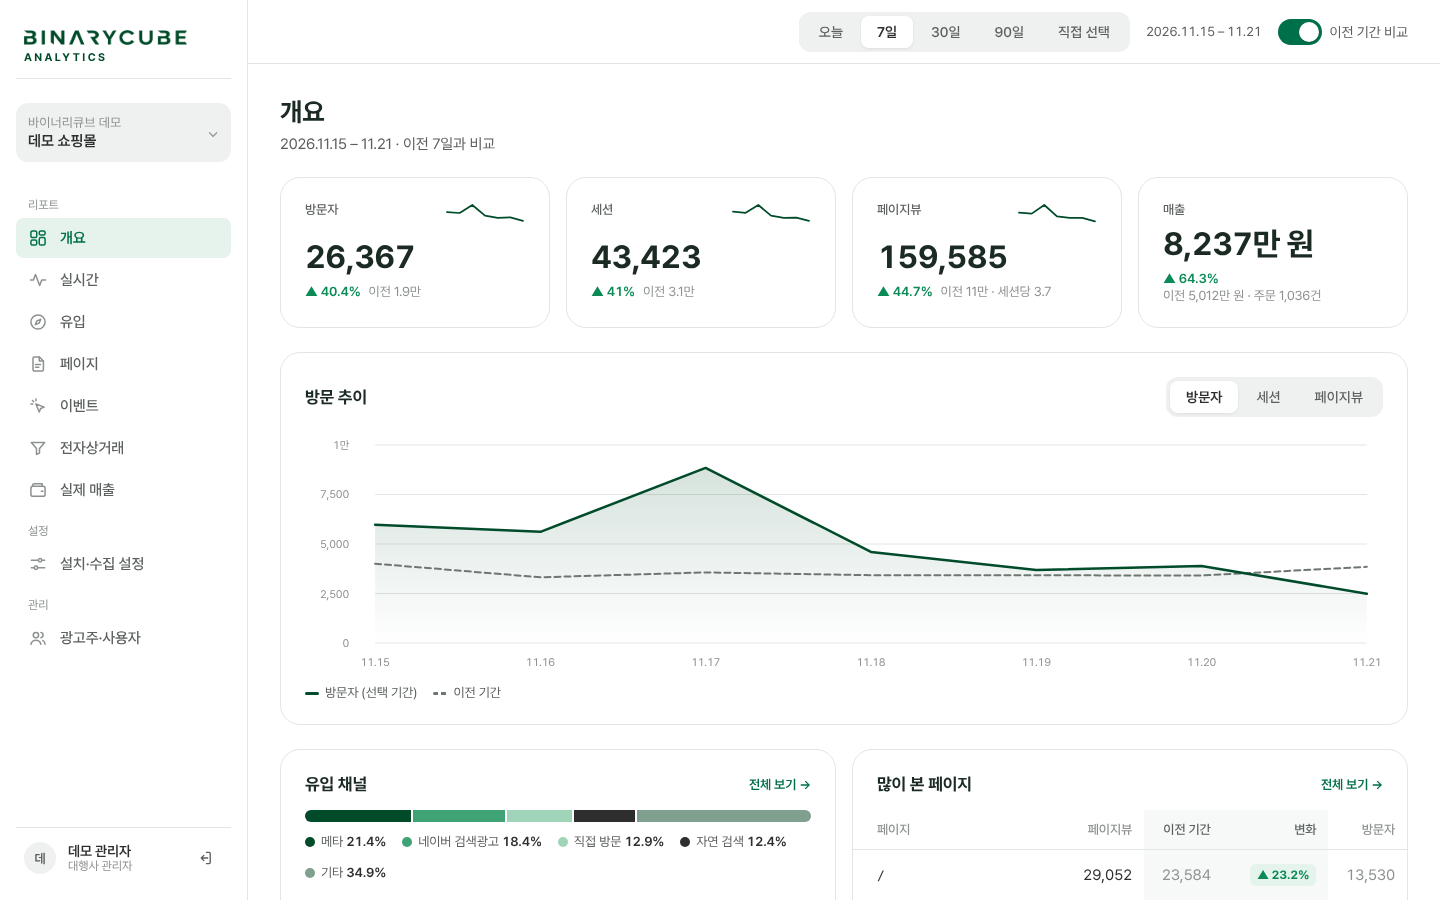 BINARYCUBE
ANALYTICS
바이너리큐브 데모
데모 쇼핑몰
리포트
개요
실시간
유입
페이지
이벤트
전자상거래
실제 매출
설정
설치·수집 설정
관리
광고주·사용자
데
데모 관리자
대행사 관리자
오늘 7일 30일 90일 직접 선택 2026.11.15 – 11.21 이전 기간 비교
개요
2026.11.15 – 11.21 · 이전 7일과 비교
방문자
26,367
▲ 40.4% 이전 1.9만
세션
43,423
▲ 41% 이전 3.1만
페이지뷰
159,585
▲ 44.7% 이전 11만 · 세션당 3.7
매출
8,237만 원
▲ 64.3%
이전 5,012만 원 · 주문 1,036건
방문 추이
방문자 세션 페이지뷰
1만
7,500
5,000
2,500
0
11.15 11.16 11.17 11.18 11.19 11.20 11.21
방문자 (선택 기간) 이전 기간
유입 채널 전체 보기 →
메타 21.4% 네이버 검색광고 18.4% 직접 방문 12.9% 자연 검색 12.4%
기타 34.9%
많이 본 페이지 전체 보기 →
페이지 페이지뷰 이전 기간 변화 방문자
/ 29,052 23,584 ▲ 23.2% 13,530